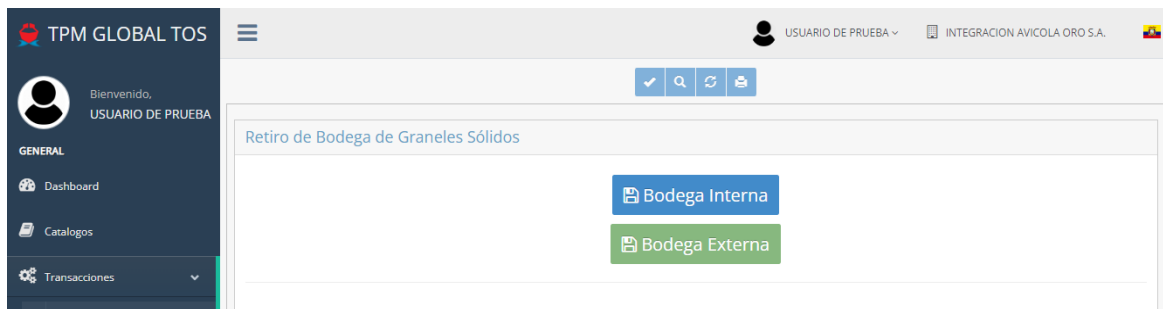 TPM GLOBAL TOS
USUARIO DE PRUEBA
INTEGRACION AVICOLA ORO S.A.
Bienvenido,
USUARIO DE PRUEBA
GENERAL
Dashboard
Catalogos
Transacciones
Retiro de Bodega de Graneles Sólidos
Bodega Interna
Bodega Externa